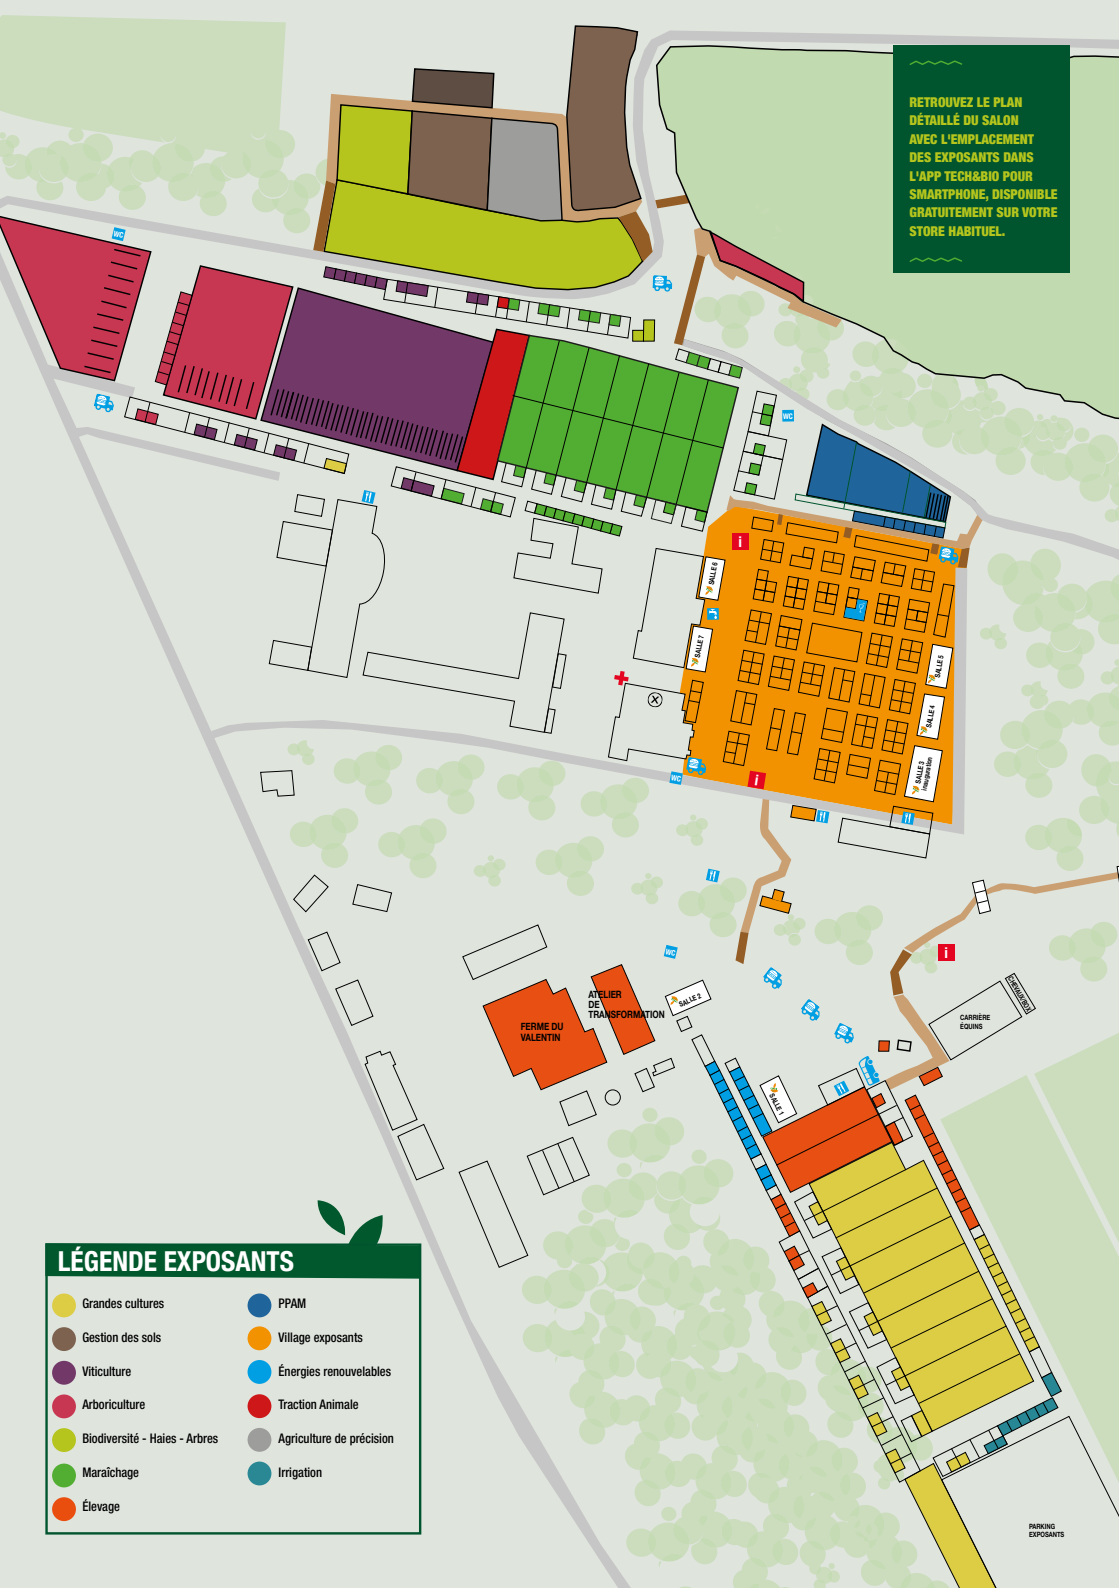 RETROUVEZ LE PLAN
DÉTAILLÉ DU SALON
AVEC L'EMPLACEMENT
DES EXPOSANTS DANS
L'APP TECH&BIO POUR
SMARTPHONE, DISPONIBLE
GRATUITEMENT SUR VOTRE
STORE HABITUEL.
WC
WC
i
SALLE 6
SALLE 7
SALLE 5
SALLE 4
SALLE 3
Inauguration
WC
i
WC
i
SALLE 2
ATELIER
DE
TRANSFORMATION
FERME DU
VALENTIN
CHEVAUX BOX
CARRIÈRE
ÉQUINS
SALLE 1
LÉGENDE EXPOSANTS
Grandes cultures
Gestion des sols
Viticulture
Arboriculture
Biodiversité - Haies - Arbres
Maraîchage
Élevage
PPAM
Village exposants
Énergies renouvelables
Traction Animale
Agriculture de précision
Irrigation
PARKING
EXPOSANTS